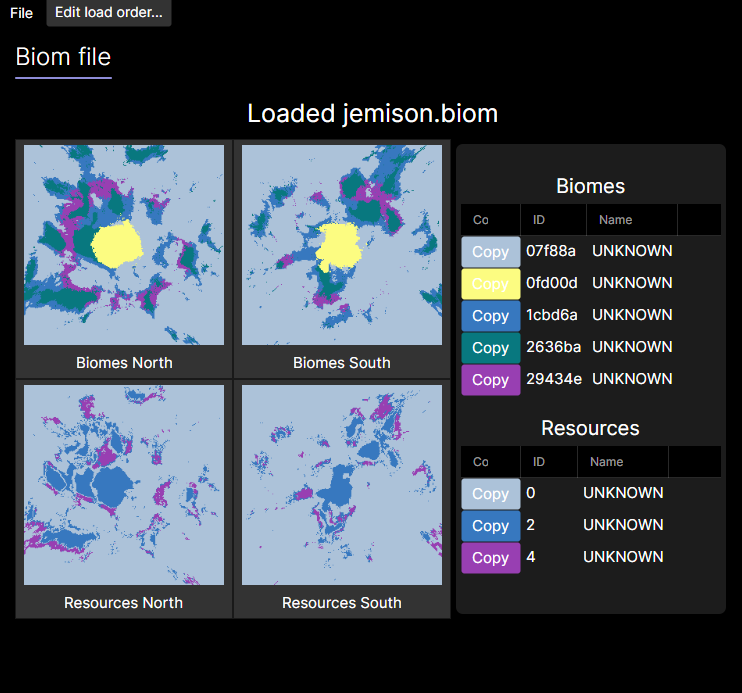 File Edit load order...
Biom file
Loaded jemison.biom
Biomes North Biomes South
Resources North Resources South
Biomes
Co ID Name
Copy 07f88a UNKNOWN
Copy 0fd00d UNKNOWN
Copy 1cbd6a UNKNOWN
Copy 2636ba UNKNOWN
Copy 29434e UNKNOWN
Resources
Co ID Name
Copy 0 UNKNOWN
Copy 2 UNKNOWN
Copy 4 UNKNOWN